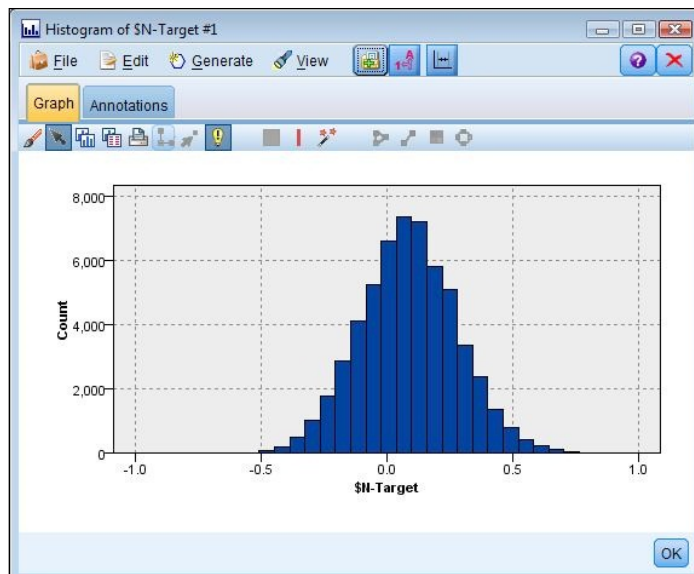 Histogram of $N-Target #1
File Edit Generate View
Graph Annotations
8,000
6,000
4,000
2,000
0
Count
-1.0 -0.5 0.0 0.5 1.0
$N-Target
OK